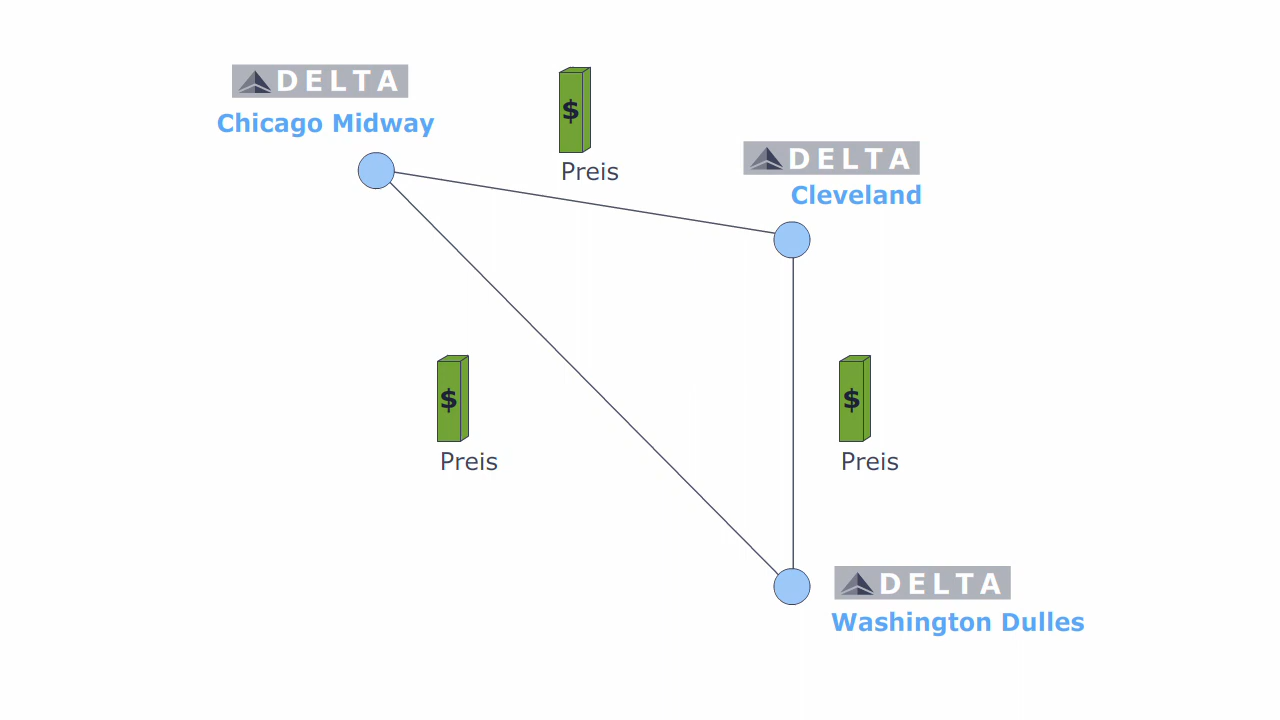 DELTA
Chicago Midway
$
Preis
DELTA
Cleveland
$
Preis
$
Preis
DELTA
Washington Dulles